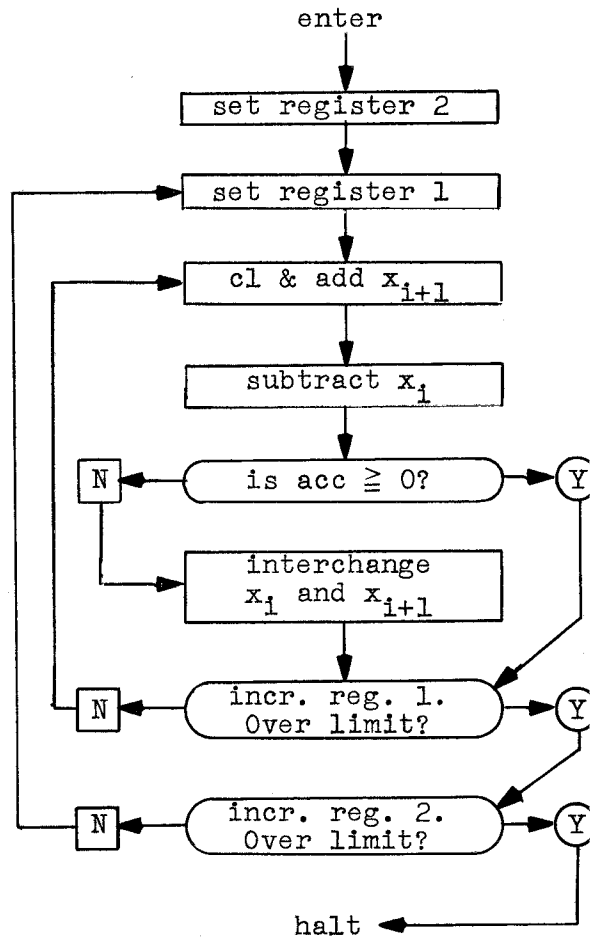 enter
set register 2
set register 1
cl & add x_{i+1}
subtract x_i
N
is acc ≧ 0?
Y
interchange
x_i and x_{i+1}
N
incr. reg. 1.
Over limit?
Y
N
incr. reg. 2.
Over limit?
Y
halt